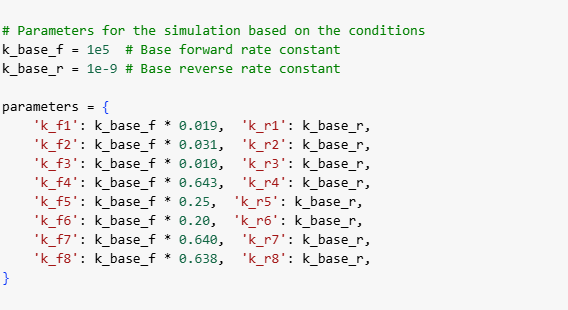 # Parameters for the simulation based on the conditions
k_base_f = 1e5  # Base forward rate constant
k_base_r = 1e-9 # Base reverse rate constant
parameters = {
    'k_f1': k_base_f * 0.019,  'k_r1': k_base_r,
    'k_f2': k_base_f * 0.031,  'k_r2': k_base_r,
    'k_f3': k_base_f * 0.010,  'k_r3': k_base_r,
    'k_f4': k_base_f * 0.643,  'k_r4': k_base_r,
    'k_f5': k_base_f * 0.25,  'k_r5': k_base_r,
    'k_f6': k_base_f * 0.20,  'k_r6': k_base_r,
    'k_f7': k_base_f * 0.640,  'k_r7': k_base_r,
    'k_f8': k_base_f * 0.638,  'k_r8': k_base_r,
}